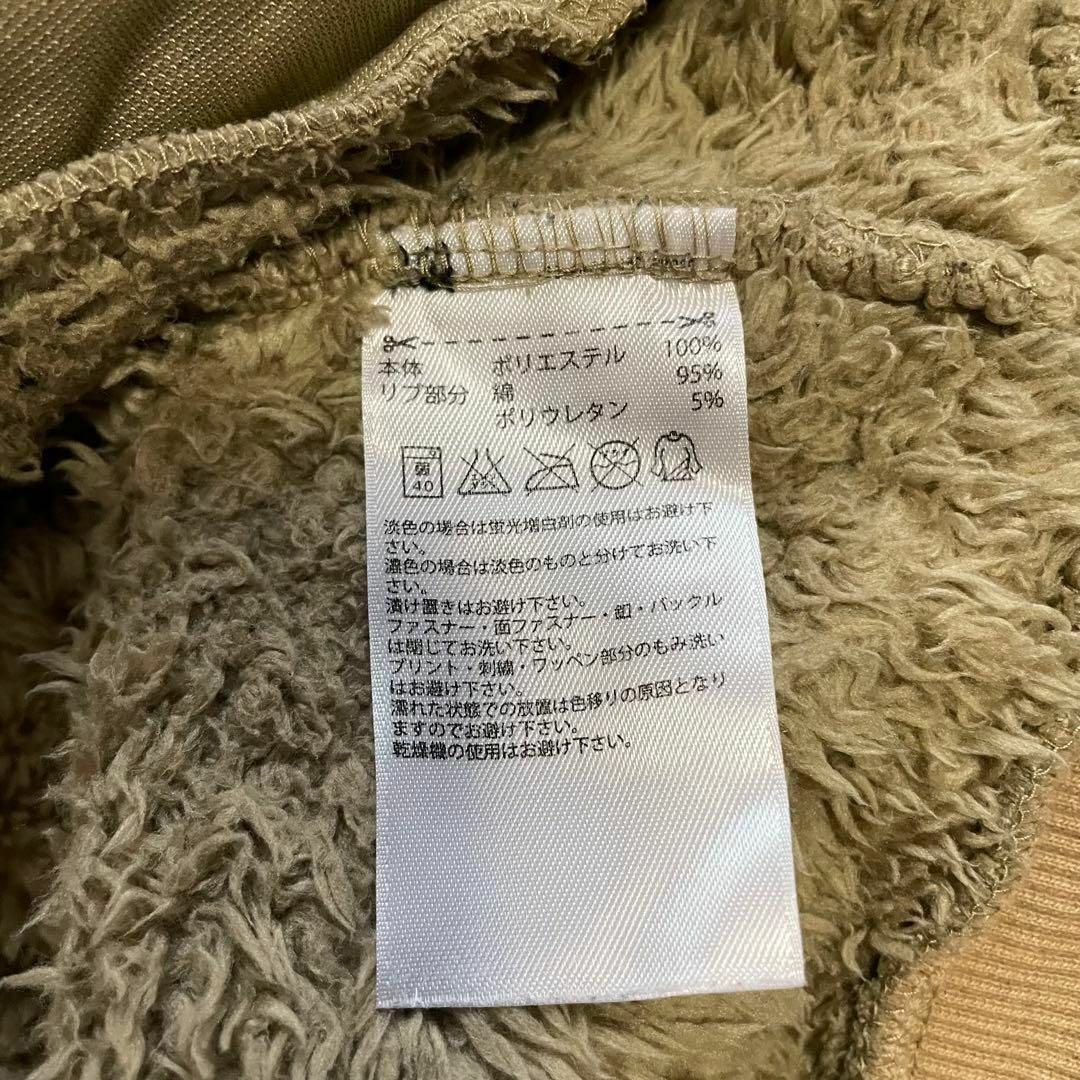 本体 ポリエステル 100%
リブ部分 綿 95%
ポリウレタン 5%
弱
40
淡色の場合は蛍光増白剤の使用はお避け下
さい。
濃色の場合は淡色のものと分けてお洗い下
さい。
漬け置きはお避け下さい。
ファスナー・面ファスナー・釦・バックル
は閉じてお洗い下さい。
プリント・刺繍・ワッペン部分のもみ洗い
はお避け下さい。
濡れた状態での放置は色移りの原因となり
ますのでお避け下さい。
乾燥機の使用はお避け下さい。